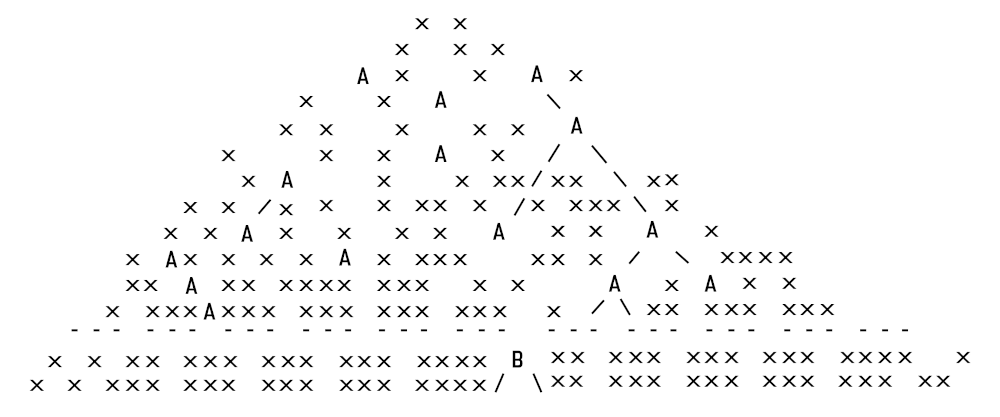 x x
x x x
A x x A x
x x A \
x x x x x A
x x x A x / \
x A x x xx / xx \ xx
x x / x x x xx x / x xxx \ x
x x A x x x x A x x A x
x AX x x x A x xxx xx x / \ xxxx
xx A xx xxxx xxx x x A x A x x
x xxxAxxx xxx xxx xxx x / \ xx xxx xxx
- - - - - - - - - - - - - - - - - - - - - - - - - - - - - - - - -
x x xx xxx xxx xxx xxxx B xx xxx xxx xxx xxxx x
x x xxx xxx xxx xxx xxxx / \ xx xxx xxx xxx xxx xx